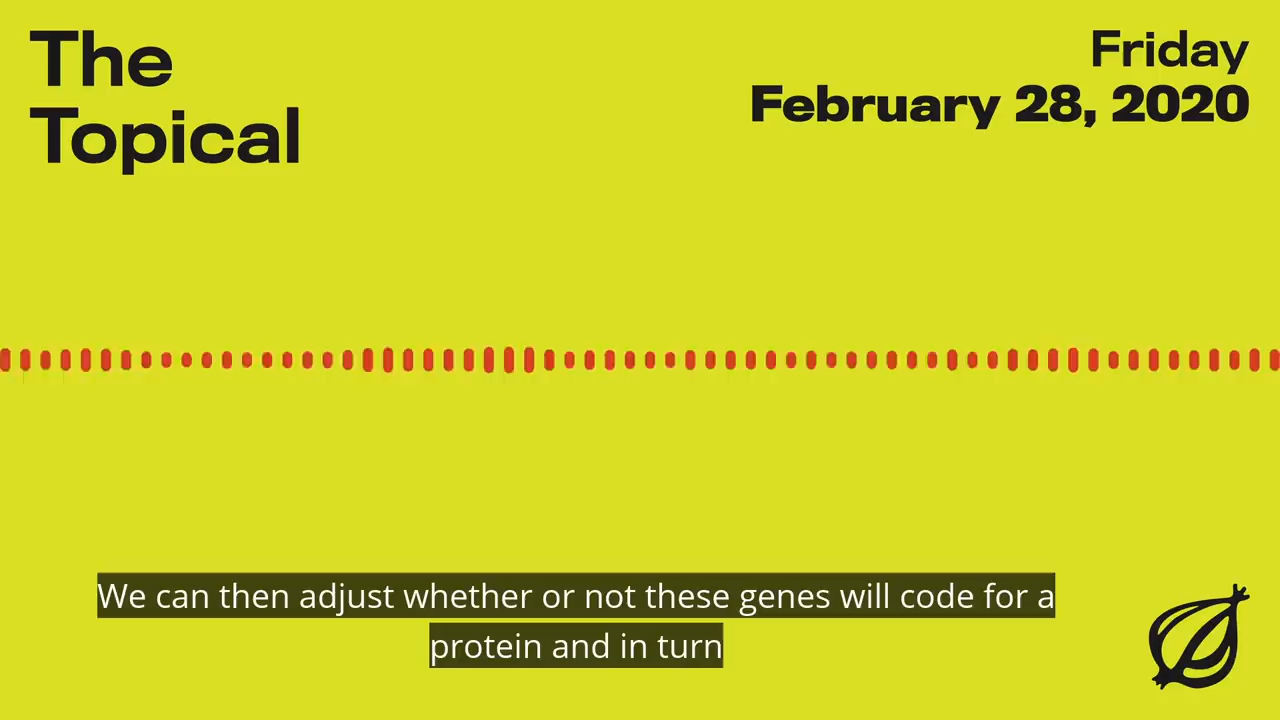 The
Topical
Friday
February 28, 2020
We can then adjust whether or not these genes will code for a
protein and in turn